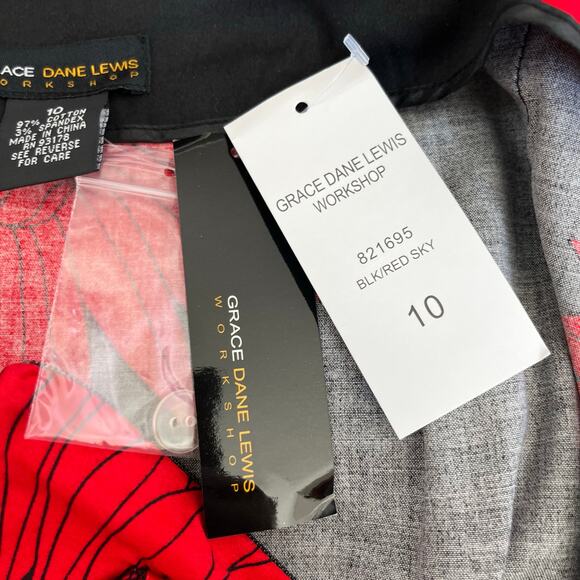 GRACE DANE LEWIS
WORKSHOP
10
97% COTTON
3% SPANDEX
MADE IN CHINA
RN 93178
SEE REVERSE
FOR CARE
GRACE DANE LEWIS
WORKSHOP
GRACE DANE LEWIS
WORKSHOP
821695
BLK/RED SKY
10